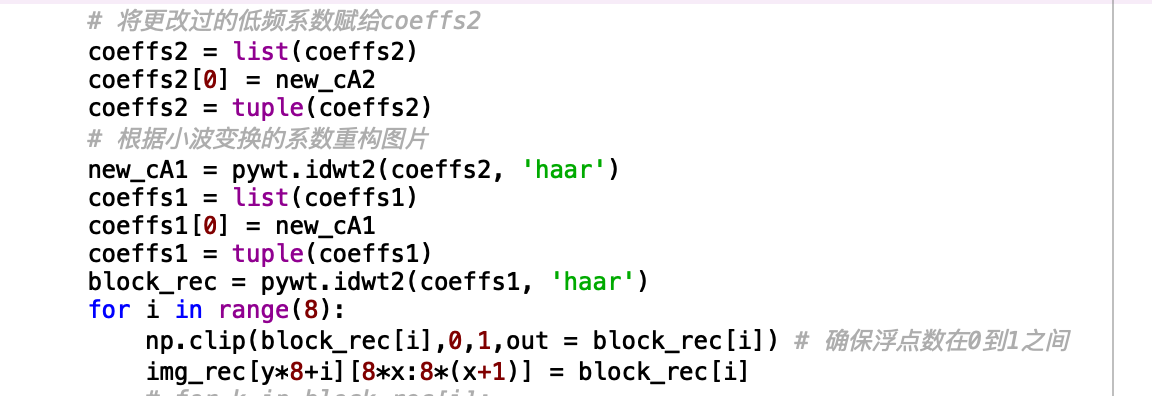 # 将更改过的低频系数赋给coeffs2
coeffs2 = list(coeffs2)
coeffs2[0] = new_cA2
coeffs2 = tuple(coeffs2)
# 根据小波变换的系数重构图片
new_cA1 = pywt.idwt2(coeffs2, 'haar')
coeffs1 = list(coeffs1)
coeffs1[0] = new_cA1
coeffs1 = tuple(coeffs1)
block_rec = pywt.idwt2(coeffs1, 'haar')
for i in range(8):
np.clip(block_rec[i],0,1,out = block_rec[i]) # 确保浮点数在0到1之间
img_rec[y*8+i][8*x:8*(x+1)] = block_rec[i]
# for k in block_rec[i]: